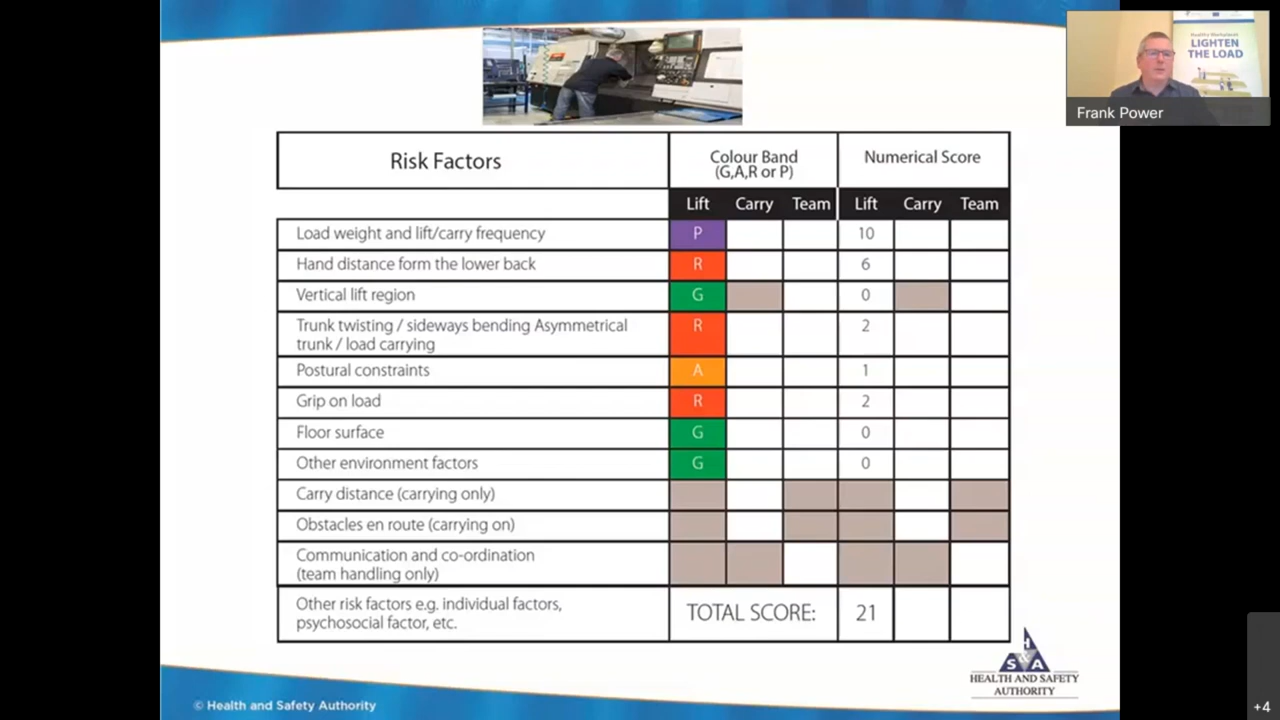 Healthy Workplaces
LIGHTEN
THE LOAD
Frank Power
Risk Factors
Colour Band
(G,A,R or P)
Numerical Score
Lift Carry Team Lift Carry Team
Load weight and lift/carry frequency P 10
Hand distance form the lower back R 6
Vertical lift region G 0
Trunk twisting / sideways bending Asymmetrical
trunk / load carrying R 2
Postural constraints A 1
Grip on load R 2
Floor surface G 0
Other environment factors G 0
Carry distance (carrying only)
Obstacles en route (carrying on)
Communication and co-ordination
(team handling only)
Other risk factors e.g. individual factors,
psychosocial factor, etc.
TOTAL SCORE: 21
H
S & A
HEALTH AND SAFETY
AUTHORITY
© Health and Safety Authority
+4